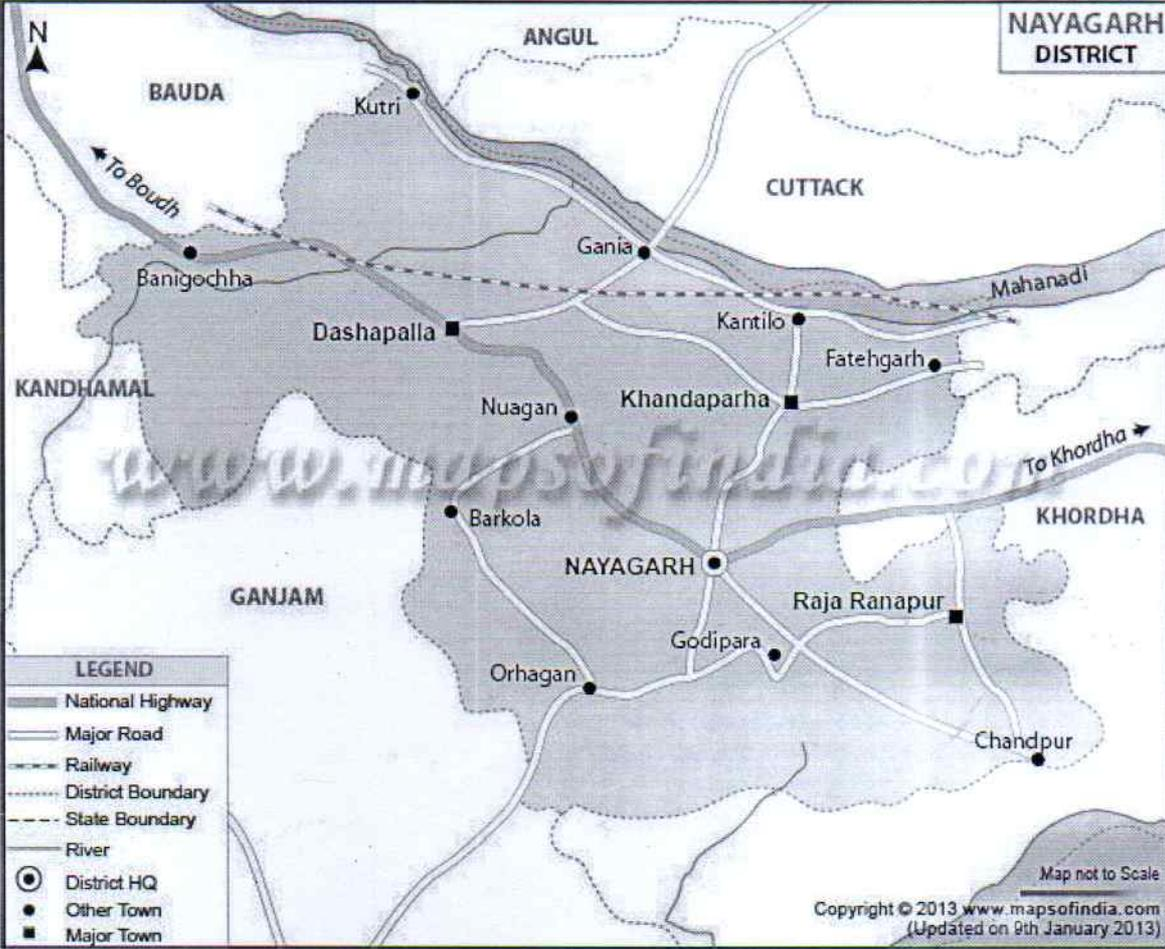 NAYAGARH
DISTRICT
N
ANGUL
BAUDA
Kutri
To Boudh
CUTTACK
Gania
Banigochha
Mahanadi
Dashapalla
Kantilo
Fatehgarh
KANDHAMAL
Nuagan
Khandaparha
To Khordha
www.mapsofindia.com
Barkola
KHORDHA
NAYAGARH
GANJAM
Raja Ranapur
Godipara
Orhagan
Chandpur
LEGEND
National Highway
Major Road
Railway
District Boundary
State Boundary
River
District HQ
Other Town
Major Town
Map not to Scale
Copyright © 2013 www.mapsofindia.com
(Updated on 9th January 2013)